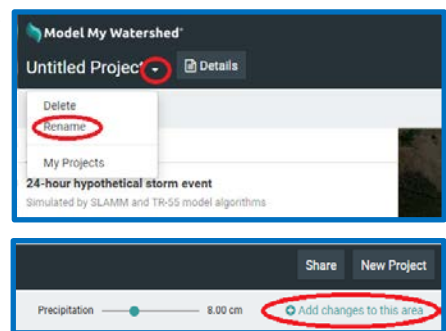 Model My Watershed®
Untitled Project Details
Delete
Rename
My Projects
24-hour hypothetical storm event
Simulated by SLAMM and TR-55 model algorithms
Share New Project
Precipitation 8.00 cm Add changes to this area